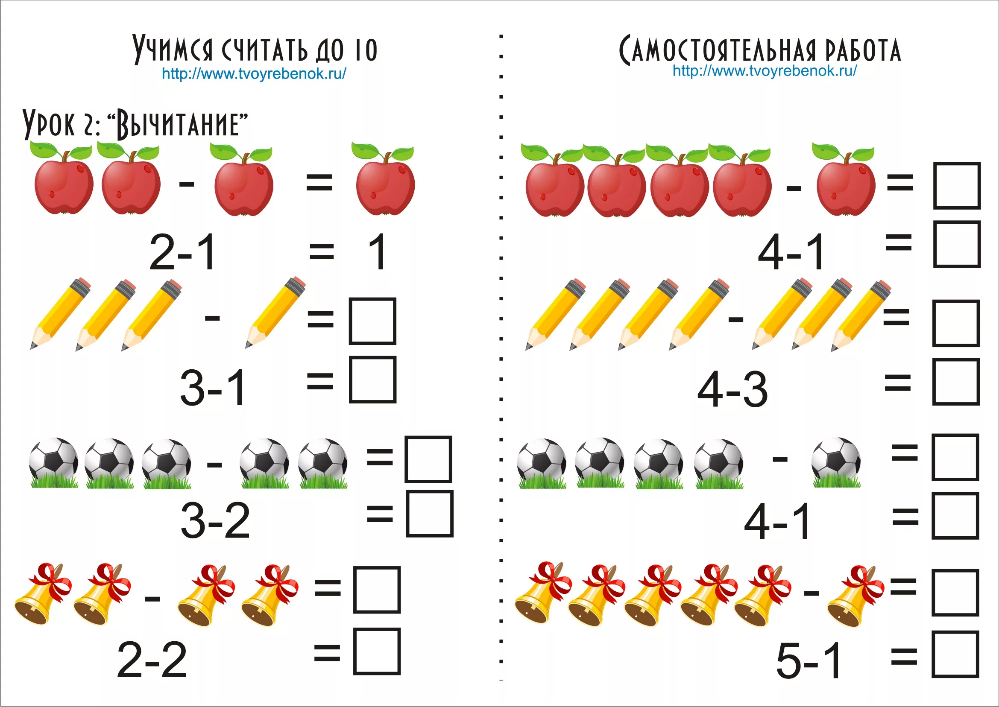 Учимся считать до 10
http://www.tvoyrebenok.ru/
Урок 2: “Вычитание”
- =
2-1 = 1
- =
3-1 =
- =
3-2 =
- =
2-2 =
Самостоятельная работа
http://www.tvoyrebenok.ru/
- =
4-1 =
- =
4-3 =
- =
4-1 =
- =
5-1 =